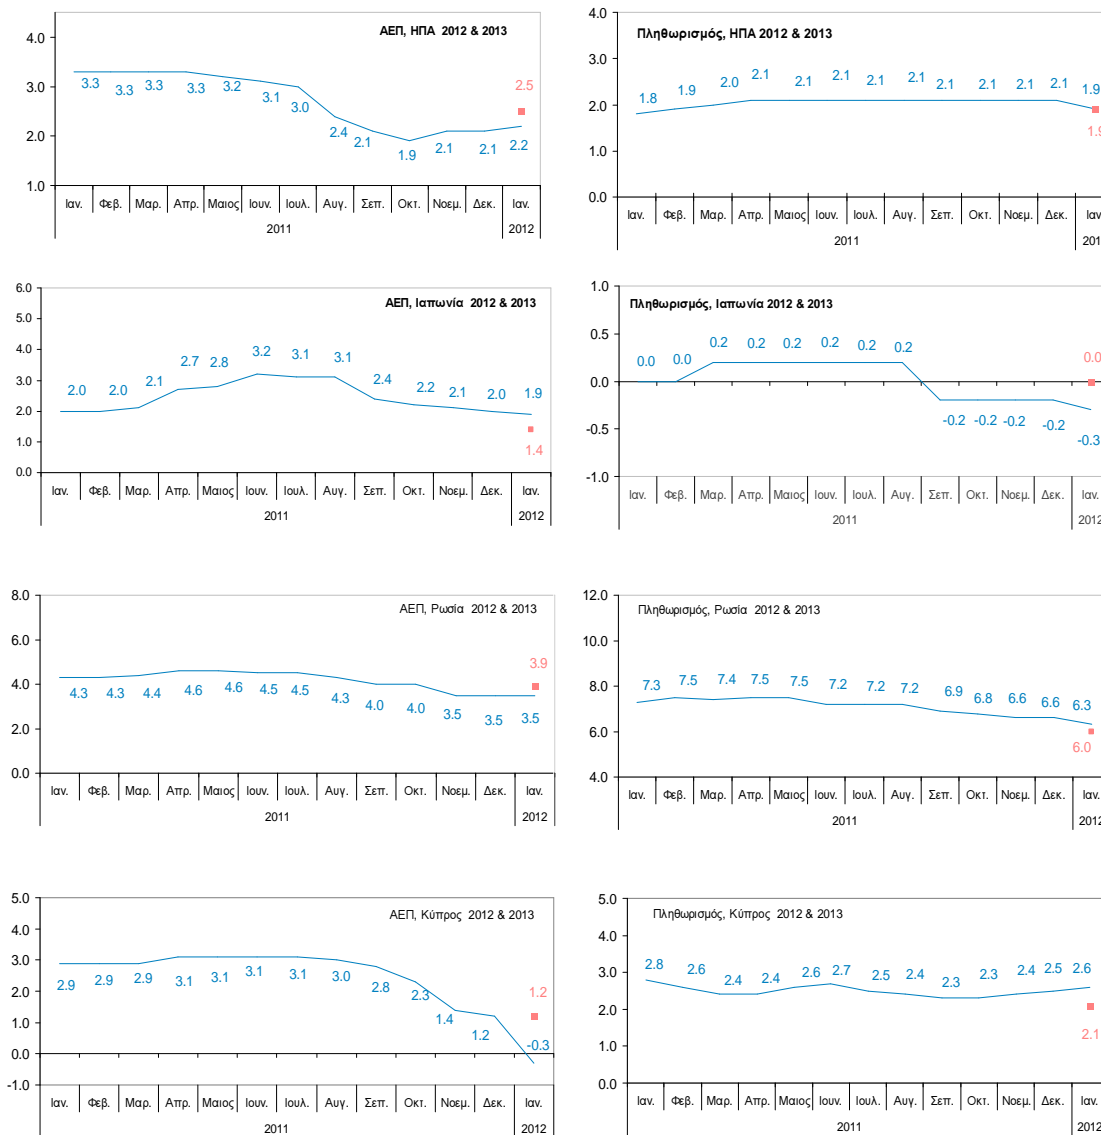 ΑΕΠ, ΗΠΑ 2012 & 2013
4.0
3.0
2.0
1.0
3.3 3.3 3.3 3.3 3.2 3.1 3.0 2.4 2.1 1.9 2.1 2.1 2.2
2.5
Ιαν. Φεβ. Μαρ. Απρ. Μαιος Ιουν. Ιουλ. Αυγ. Σεπ. Οκτ. Νοεμ. Δεκ. Ιαν.
2011 2012
Πληθωρισμός, ΗΠΑ 2012 & 2013
4.0
3.0
2.0
1.0
0.0
1.8 1.9 2.0 2.1 2.1 2.1 2.1 2.1 2.1 2.1 2.1 2.1 1.9
1.9
Ιαν. Φεβ. Μαρ. Απρ. Μαιος Ιουν. Ιουλ. Αυγ. Σεπ. Οκτ. Νοεμ. Δεκ. Ιαν.
2011 2012
ΑΕΠ, Ιαπωνία 2012 & 2013
6.0
5.0
4.0
3.0
2.0
1.0
0.0
2.0 2.0 2.1 2.7 2.8 3.2 3.1 3.1 2.4 2.2 2.1 2.0 1.9
1.4
Ιαν. Φεβ. Μαρ. Απρ. Μαιος Ιουν. Ιουλ. Αυγ. Σεπ. Οκτ. Νοεμ. Δεκ. Ιαν.
2011 2012
Πληθωρισμός, Ιαπωνία 2012 & 2013
1.0
0.5
0.0
-0.5
-1.0
0.0 0.0 0.2 0.2 0.2 0.2 0.2 0.2 -0.2 -0.2 -0.2 -0.2 -0.3
0.0
Ιαν. Φεβ. Μαρ. Απρ. Μαιος Ιουν. Ιουλ. Αυγ. Σεπ. Οκτ. Νοεμ. Δεκ. Ιαν.
2011 2012
ΑΕΠ, Ρωσία 2012 & 2013
8.0
6.0
4.0
2.0
0.0
4.3 4.3 4.4 4.6 4.6 4.5 4.5 4.3 4.0 4.0 3.5 3.5 3.5
3.9
Ιαν. Φεβ. Μαρ. Απρ. Μαιος Ιουν. Ιουλ. Αυγ. Σεπ. Οκτ. Νοεμ. Δεκ. Ιαν.
2011 2012
Πληθωρισμός, Ρωσία 2012 & 2013
12.0
10.0
8.0
6.0
4.0
7.3 7.5 7.4 7.5 7.5 7.2 7.2 7.2 6.9 6.8 6.6 6.6 6.3
6.0
Ιαν. Φεβ. Μαρ. Απρ. Μαιος Ιουν. Ιουλ. Αυγ. Σεπ. Οκτ. Νοεμ. Δεκ. Ιαν.
2011 2012
ΑΕΠ, Κύπρος 2012 & 2013
5.0
4.0
3.0
2.0
1.0
0.0
-1.0
2.9 2.9 2.9 3.1 3.1 3.1 3.1 3.0 2.8 2.3 1.4 1.2 -0.3
1.2
Ιαν. Φεβ. Μαρ. Απρ. Μαιος Ιουν. Ιουλ. Αυγ. Σεπ. Οκτ. Νοεμ. Δεκ. Ιαν.
2011 2012
Πληθωρισμός, Κύπρος 2012 & 2013
5.0
4.0
3.0
2.0
1.0
0.0
2.8 2.6 2.4 2.4 2.6 2.7 2.5 2.4 2.3 2.3 2.4 2.5 2.6
2.1
Ιαν. Φεβ. Μαρ. Απρ. Μαιος Ιουν. Ιουλ. Αυγ. Σεπ. Οκτ. Νοεμ. Δεκ. Ιαν.
2011 2012